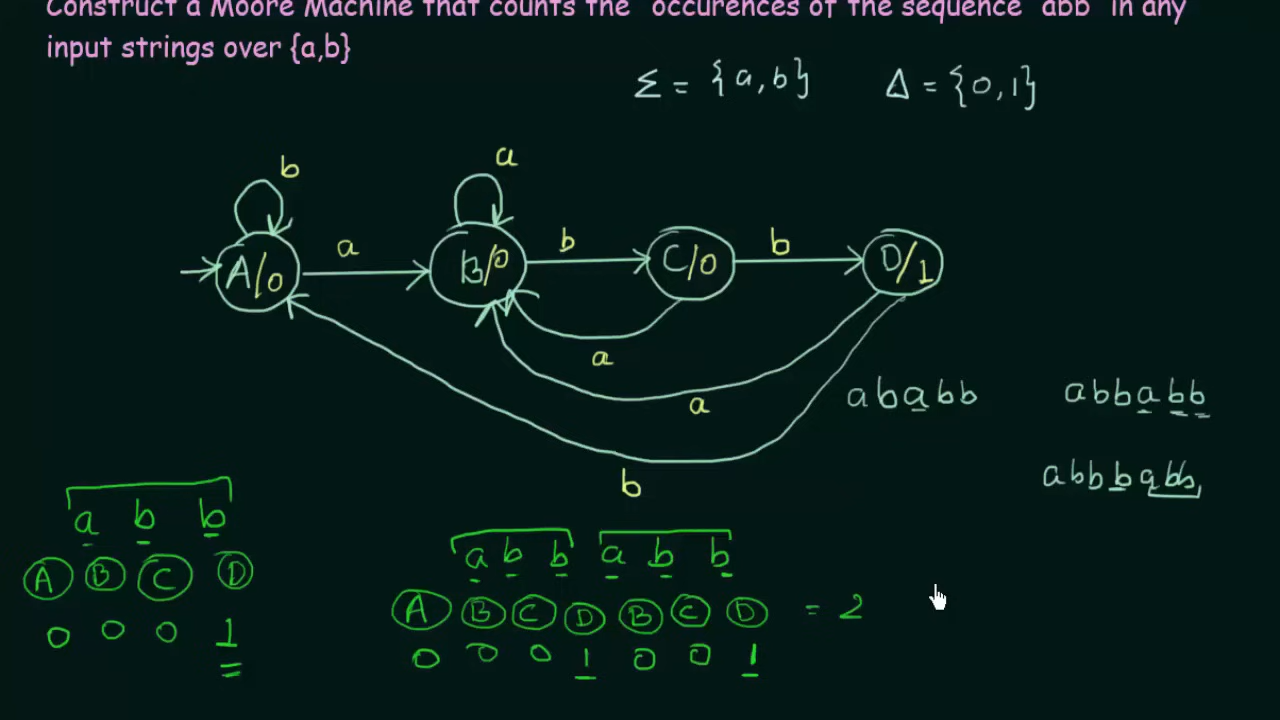 Construct a Moore Machine that counts the occurences of the sequence "abb" in any
input strings over {a,b}
Σ = {a,b} Δ = {0,1}
b a
a b b
A/0 B/0 C/0 D/1
a
a
b
ababb abbabb
abbbabb
a b b
A B C D
0 0 0 1
a b b a b b
A B C D B C D = 2
0 0 0 1 0 0 1